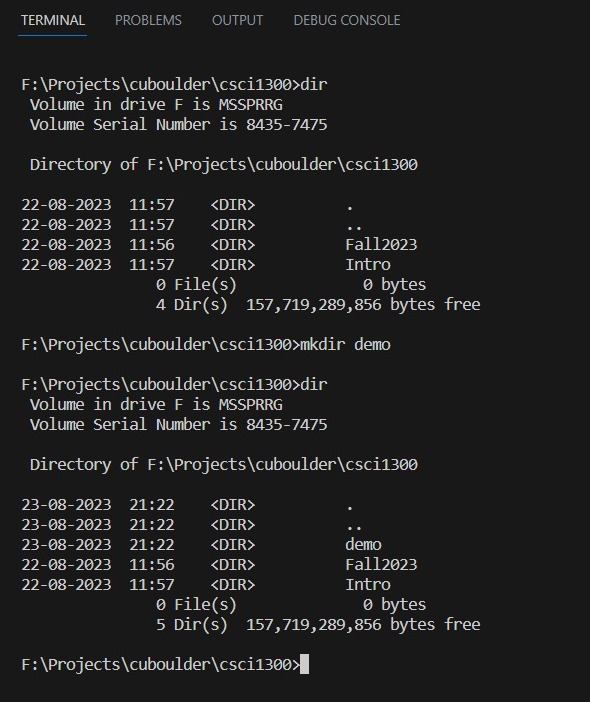 TERMINAL PROBLEMS OUTPUT DEBUG CONSOLE
F:\Projects\cuboulder\csci1300>dir
 Volume in drive F is MSSPRRG
 Volume Serial Number is 8435-7475
 Directory of F:\Projects\cuboulder\csci1300
22-08-2023  11:57    <DIR>          .
22-08-2023  11:57    <DIR>          ..
22-08-2023  11:56    <DIR>          Fall2023
22-08-2023  11:57    <DIR>          Intro
               0 File(s)              0 bytes
               4 Dir(s)  157,719,289,856 bytes free
F:\Projects\cuboulder\csci1300>mkdir demo
F:\Projects\cuboulder\csci1300>dir
 Volume in drive F is MSSPRRG
 Volume Serial Number is 8435-7475
 Directory of F:\Projects\cuboulder\csci1300
23-08-2023  21:22    <DIR>          .
23-08-2023  21:22    <DIR>          ..
23-08-2023  21:22    <DIR>          demo
22-08-2023  11:56    <DIR>          Fall2023
22-08-2023  11:57    <DIR>          Intro
               0 File(s)              0 bytes
               5 Dir(s)  157,719,289,856 bytes free
F:\Projects\cuboulder\csci1300>